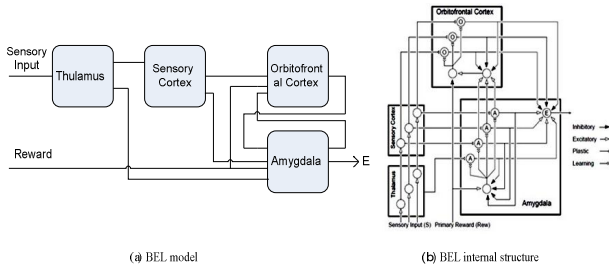 Sensory
Input
Thalamus
Sensory
Cortex
Orbitofront
al Cortex
Reward
Amygdala
E
(a) BEL model
Orbitofrontal Cortex
O
O
O
E
Sensory Cortex
A
A
A
A
Thalamus
Amygdala
Inhibitory
Excitatory
Plastic
Learning
Sensory Input (S) Primary Reward (Rew)
(b) BEL internal structure